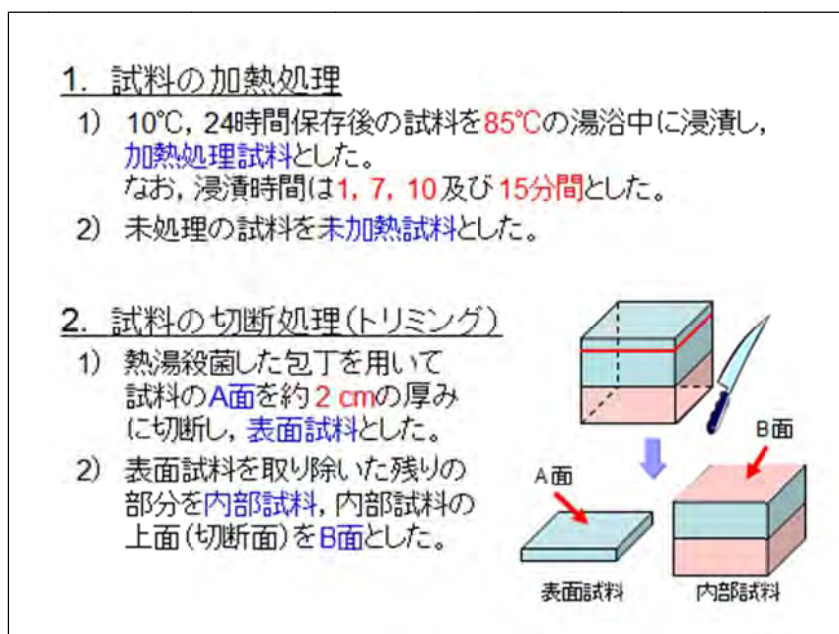 1. 試料の加熱処理
1) 10℃, 24時間保存後の試料を85℃の湯浴中に浸漬し,
加熱処理試料とした。
なお, 浸漬時間は1, 7, 10及び15分間とした。
2) 未処理の試料を未加熱試料とした。
2. 試料の切断処理(トリミング)
1) 熱湯殺菌した包丁を用いて
試料のA面を約2 cmの厚み
に切断し, 表面試料とした。
2) 表面試料を取り除いた残りの
部分を内部試料, 内部試料の
上面(切断面)をB面とした。
B面
A面
表面試料
内部試料